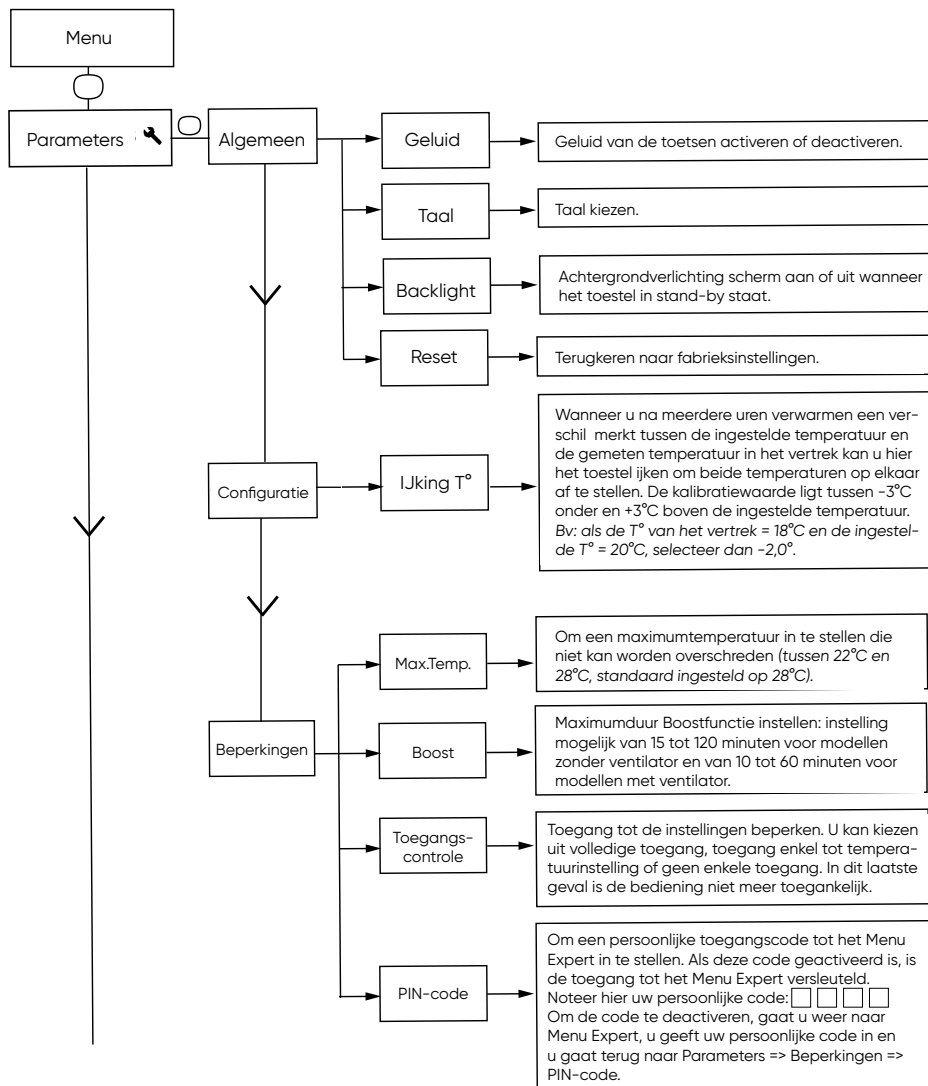 Menu
Parameters
Algemeen
Geluid
Geluid van de toetsen activeren of deactiveren.
Taal
Taal kiezen.
Backlight
Achtergrondverlichting scherm aan of uit wanneer
het toestel in stand-by staat.
Reset
Terugkeren naar fabrieksinstellingen.
Configuratie
IJking T°
Wanneer u na meerdere uren verwarmen een ver-
schil merkt tussen de ingestelde temperatuur en
de gemeten temperatuur in het vertrek kan u hier
het toestel ijken om beide temperaturen op elkaar
af te stellen. De kalibratiewaarde ligt tussen -3°C
onder en +3°C boven de ingestelde temperatuur.
Bv: als de T° van het vertrek = 18°C en de ingestel-
de T° = 20°C, selecteer dan -2,0°.
Beperkingen
Max.Temp.
Om een maximumtemperatuur in te stellen die
niet kan worden overschreden (tussen 22°C en
28°C, standaard ingesteld op 28°C).
Boost
Maximumduur Boostfunctie instellen: instelling
mogelijk van 15 tot 120 minuten voor modellen
zonder ventilator en van 10 tot 60 minuten voor
modellen met ventilator.
Toegangs-
controle
Toegang tot de instellingen beperken. U kan kiezen
uit volledige toegang, toegang enkel tot tempera-
tuurinstelling of geen enkele toegang. In dit laatste
geval is de bediening niet meer toegankelijk.
PIN-code
Om een persoonlijke toegangscode tot het Menu
Expert in te stellen. Als deze code geactiveerd is, is
de toegang tot het Menu Expert versleuteld.
Noteer hier uw persoonlijke code:
Om de code te deactiveren, gaat u weer naar
Menu Expert, u geeft uw persoonlijke code in en
u gaat terug naar Parameters => Beperkingen =>
PIN-code.